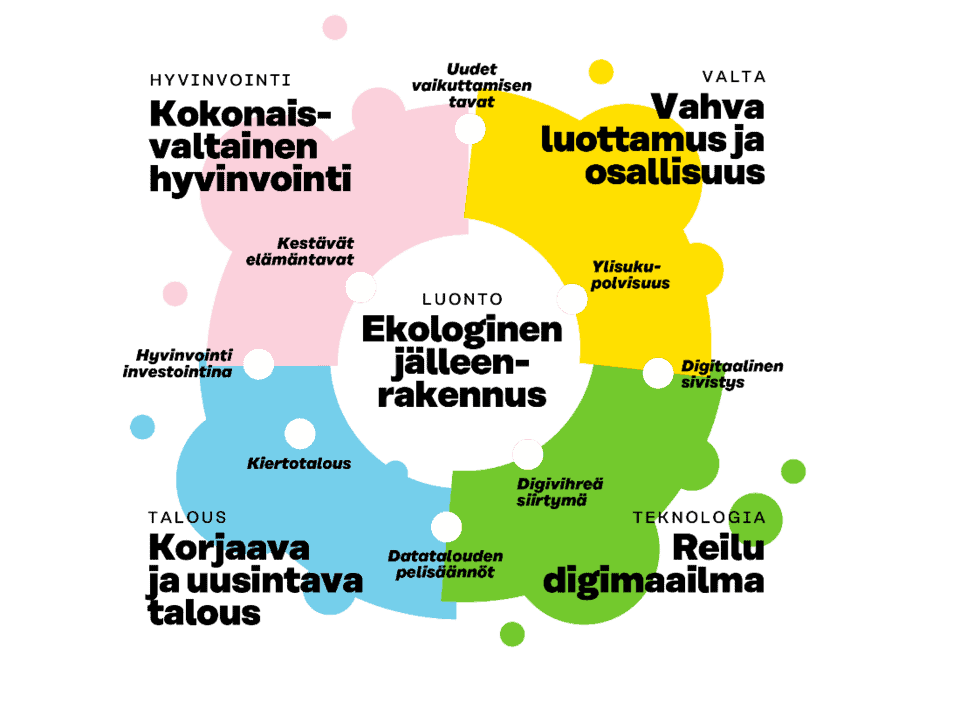 HYVINVOINTI
Kokonais-
valtainen
hyvinvointi
Uudet
vaikuttamisen
tavat
VALTA
Vahva
luottamus ja
osallisuus
Kestävät
elämäntavat
Ylisuku-
polvisuus
LUONTO
Ekologinen
jälleen-
rakennus
Hyvinvointi
investointina
Digitaalinen
sivistys
Kiertotalous
Digivihreä
siirtymä
TALOUS
Korjaava
ja uusintava
talous
Datatalouden
pelisäännöt
TEKNOLOGIA
Reilu
digimaailma